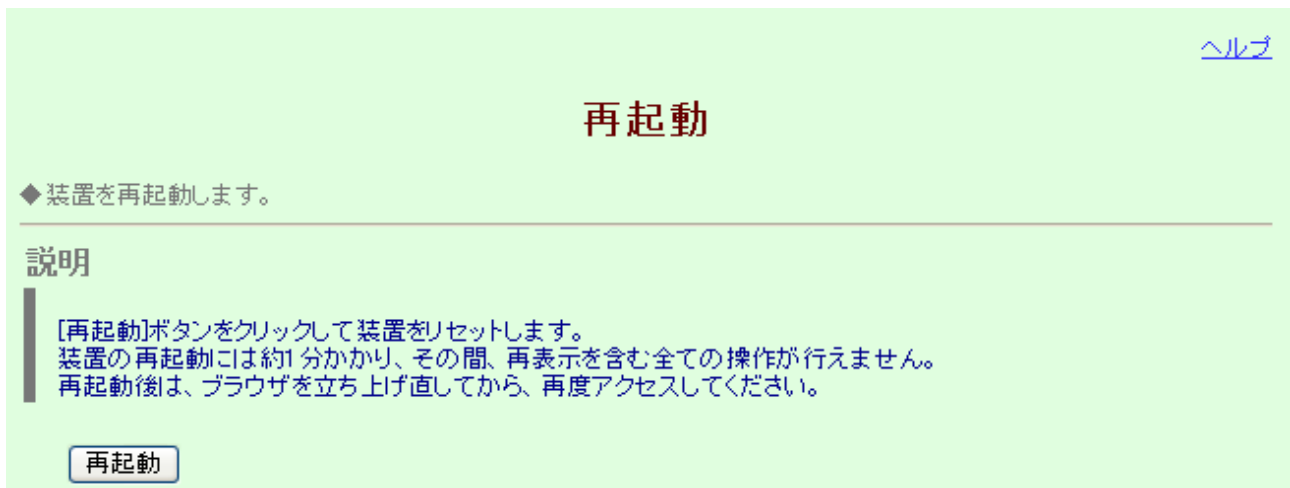 ヘルプ
再起動
◆装置を再起動します。
説明
[再起動]ボタンをクリックして装置をリセットします。
装置の再起動には約1分かかり、その間、再表示を含む全ての操作が行えません。
再起動後は、ブラウザを立ち上げ直してから、再度アクセスしてください。
再起動